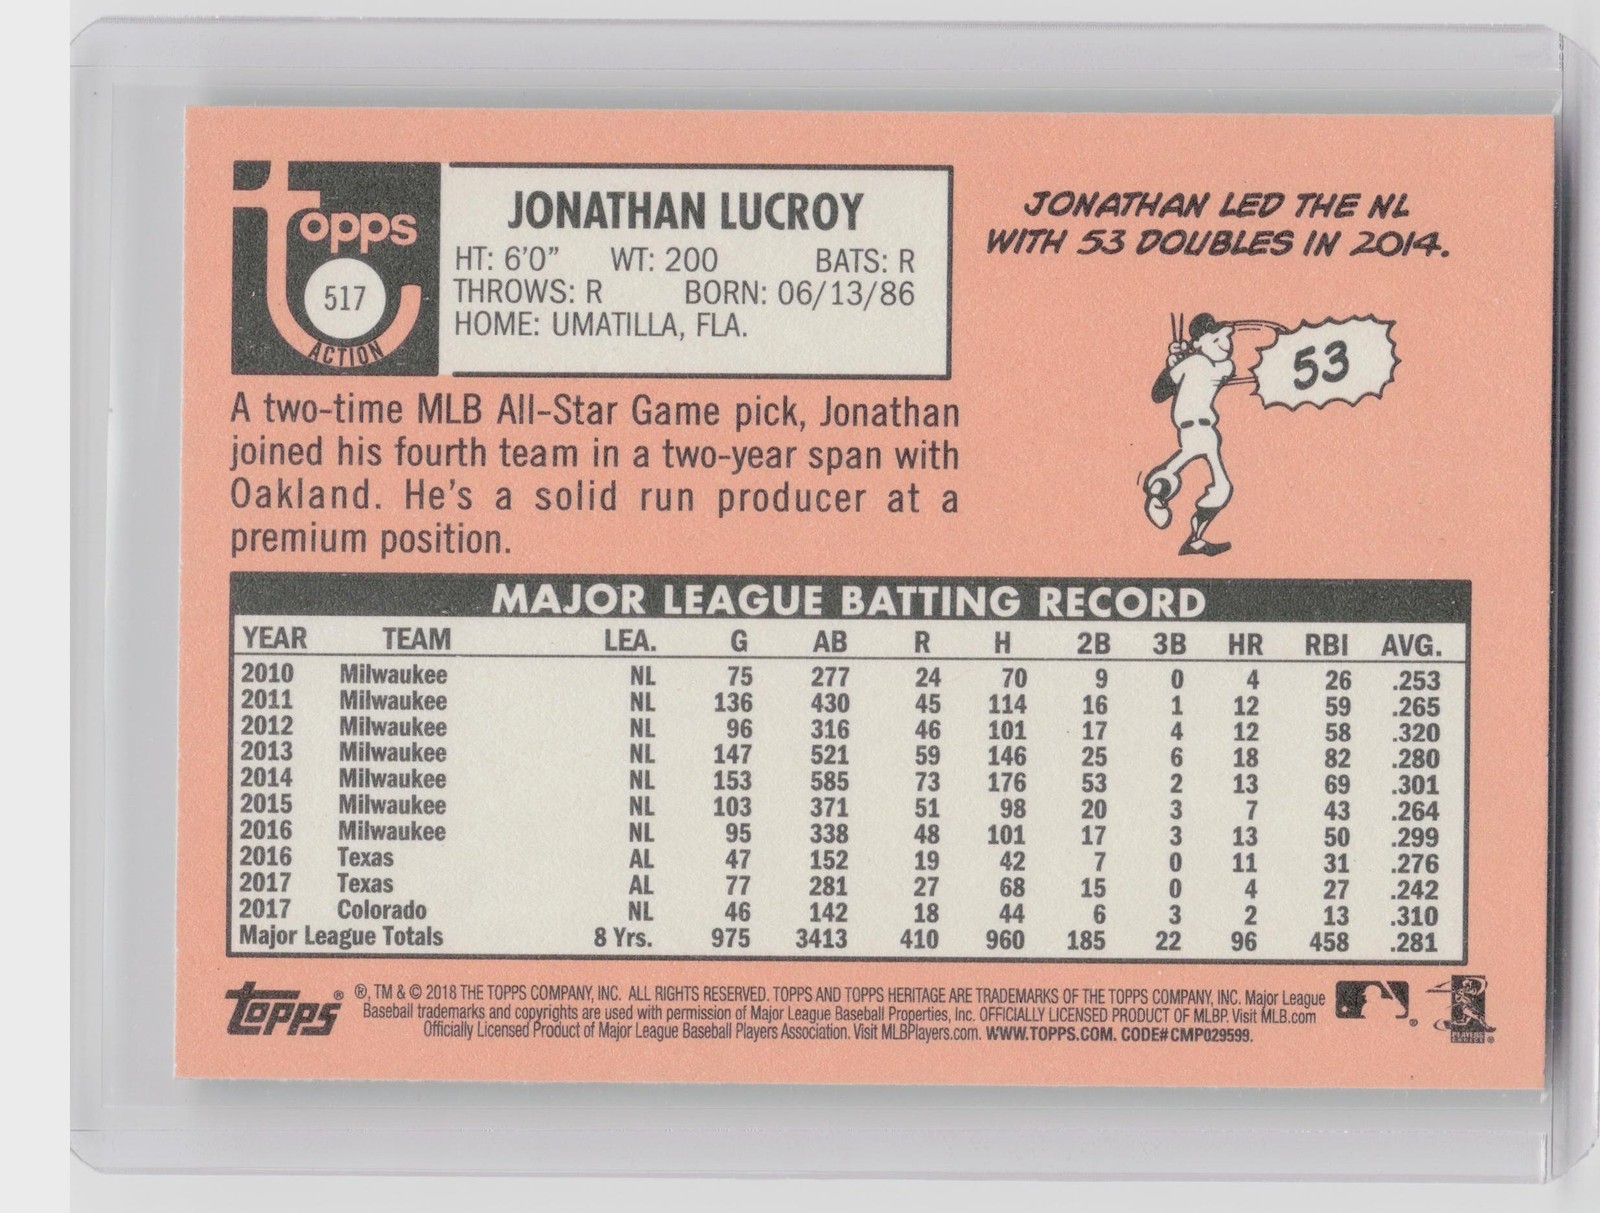 topps
517
ACTION
JONATHAN LUCROY
HT: 6'0” WT: 200 BATS: R
THROWS: R BORN: 06/13/86
HOME: UMATILLA, FLA.
A two-time MLB All-Star Game pick, Jonathan
joined his fourth team in a two-year span with
Oakland. He's a solid run producer at a
premium position.
JONATHAN LED THE NL
WITH 53 DOUBLES IN 2014.
53
MAJOR LEAGUE BATTING RECORD
YEAR TEAM LEA. G AB R H 2B 3B HR RBI AVG.
2010 Milwaukee NL 75 277 24 70 9 0 4 26 .253
2011 Milwaukee NL 136 430 45 114 16 1 12 59 .265
2012 Milwaukee NL 96 316 46 101 17 4 12 58 .320
2013 Milwaukee NL 147 521 59 146 25 6 18 82 .280
2014 Milwaukee NL 153 585 73 176 53 2 13 69 .301
2015 Milwaukee NL 103 371 51 98 20 3 7 43 .264
2016 Milwaukee NL 95 338 48 101 17 3 13 50 .299
2016 Texas AL 47 152 19 42 7 0 11 31 .276
2017 Texas AL 77 281 27 68 15 0 4 27 .242
2017 Colorado NL 46 142 18 44 6 3 2 13 .310
Major League Totals 8 Yrs. 975 3413 410 960 185 22 96 458 .281
topps®
®, TM & © 2018 THE TOPPS COMPANY, INC. ALL RIGHTS RESERVED. TOPPS AND TOPPS HERITAGE ARE TRADEMARKS OF THE TOPPS COMPANY, INC. Major League
Baseball trademarks and copyrights are used with permission of Major League Baseball Properties, Inc. OFFICIALLY LICENSED PRODUCT OF MLBP. Visit MLB.com
Officially Licensed Product of Major League Baseball Players Association. Visit MLBPlayers.com. WWW.TOPPS.COM. CODE#CMP029599.